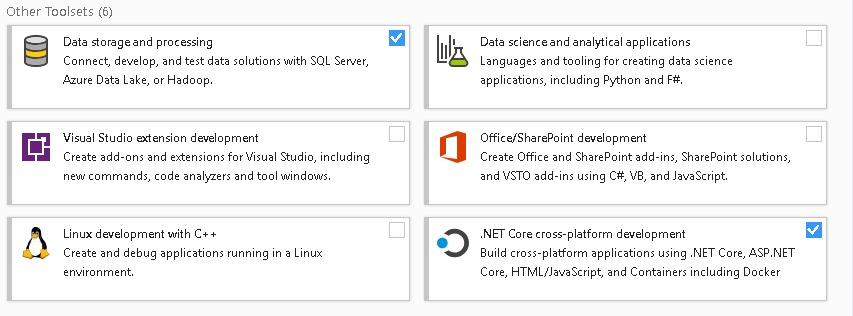 Other Toolsets (6)
Data storage and processing
Connect, develop, and test data solutions with SQL Server,
Azure Data Lake, or Hadoop.
Data science and analytical applications
Languages and tooling for creating data science
applications, including Python and F#.
Visual Studio extension development
Create add-ons and extensions for Visual Studio, including
new commands, code analyzers and tool windows.
Office/SharePoint development
Create Office and SharePoint add-ins, SharePoint solutions,
and VSTO add-ins using C#, VB, and JavaScript.
Linux development with C++
Create and debug applications running in a Linux
environment.
.NET Core cross-platform development
Build cross-platform applications using .NET Core, ASP.NET
Core, HTML/JavaScript, and Containers including Docker